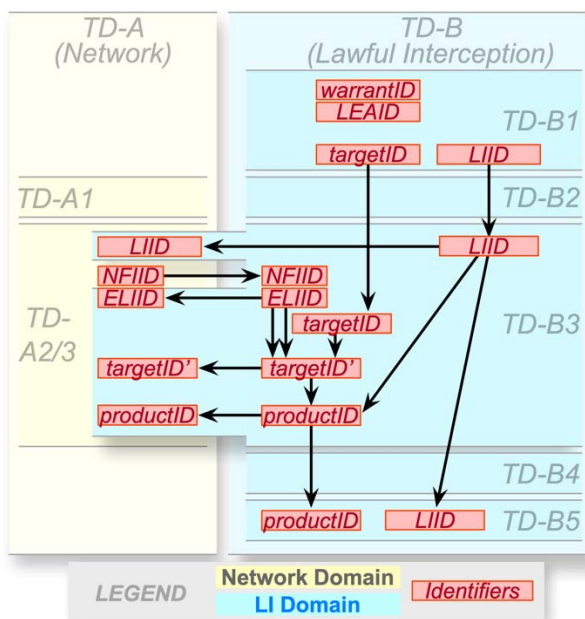 TD-A
(Network)
TD-B
(Lawful Interception)
warrantID
LEAID
TD-B1
targetID
LIID
TD-A1
TD-B2
LIID
LIID
NFIID
NFIID
ELIID
ELIID
TD-B3
TD-
A2/3
targetID
targetID'
targetID'
productID
productID
TD-B4
productID
LIID
TD-B5
LEGEND
Network Domain
LI Domain
Identifiers